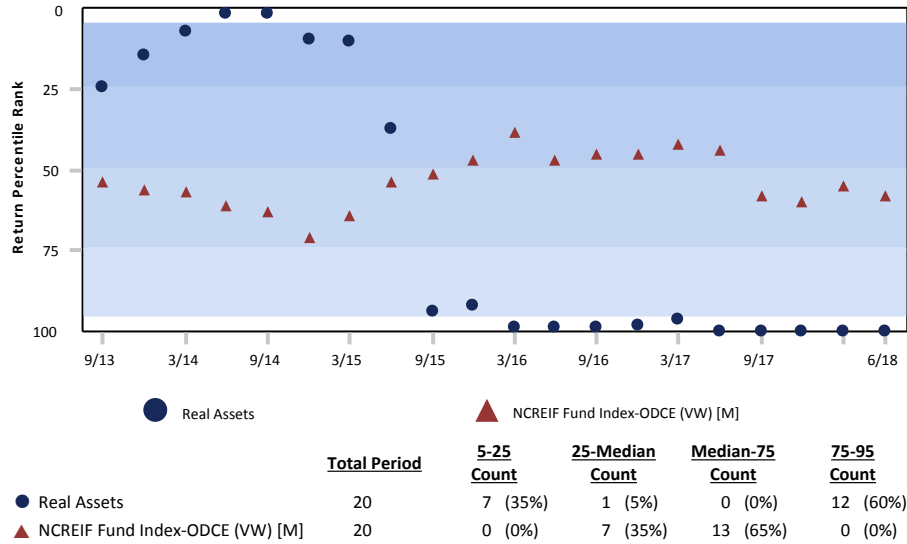 0
25
50
75
100
Return Percentile Rank
9/13 3/14 9/14 3/15 9/15 3/16 9/16 3/17 9/17 6/18
Real Assets NCREIF Fund Index-ODCE (VW) [M]
Total Period 5-25 Count 25-Median Count Median-75 Count 75-95 Count
Real Assets 20 7 (35%) 1 (5%) 0 (0%) 12 (60%)
NCREIF Fund Index-ODCE (VW) [M] 20 0 (0%) 7 (35%) 13 (65%) 0 (0%)